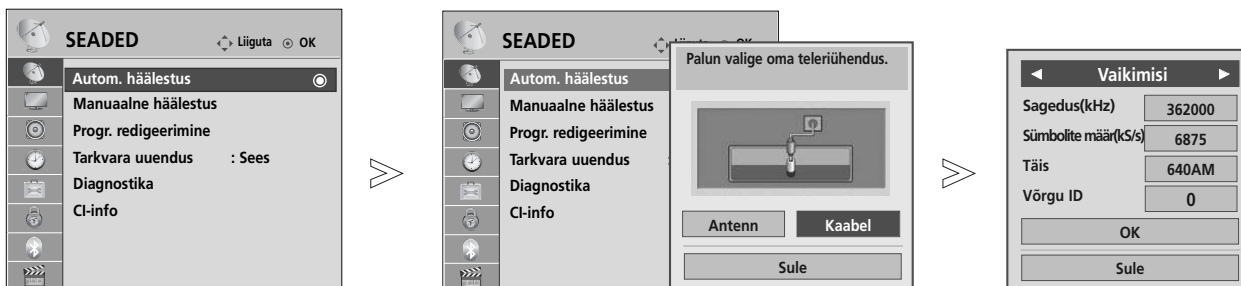 SEADED
Liiguta OK
Autom. häälestus
Manuaalne häälestus
Progr. redigeerimine
Tarkvara uuendus : Sees
Diagnostika
CI-info
SEADED
Autom. häälestus
Manuaalne häälestus
Progr. redigeerimine
Tarkvara uuendus :
Diagnostika
CI-info
Palun valige oma teleriühendus.
Antenn Kaabel
Sule
Vaikimisi
Sagedus(kHz) 362000
Sümbolite määr(kS/s) 6875
Täis 640AM
Võrgu ID 0
OK
Sule